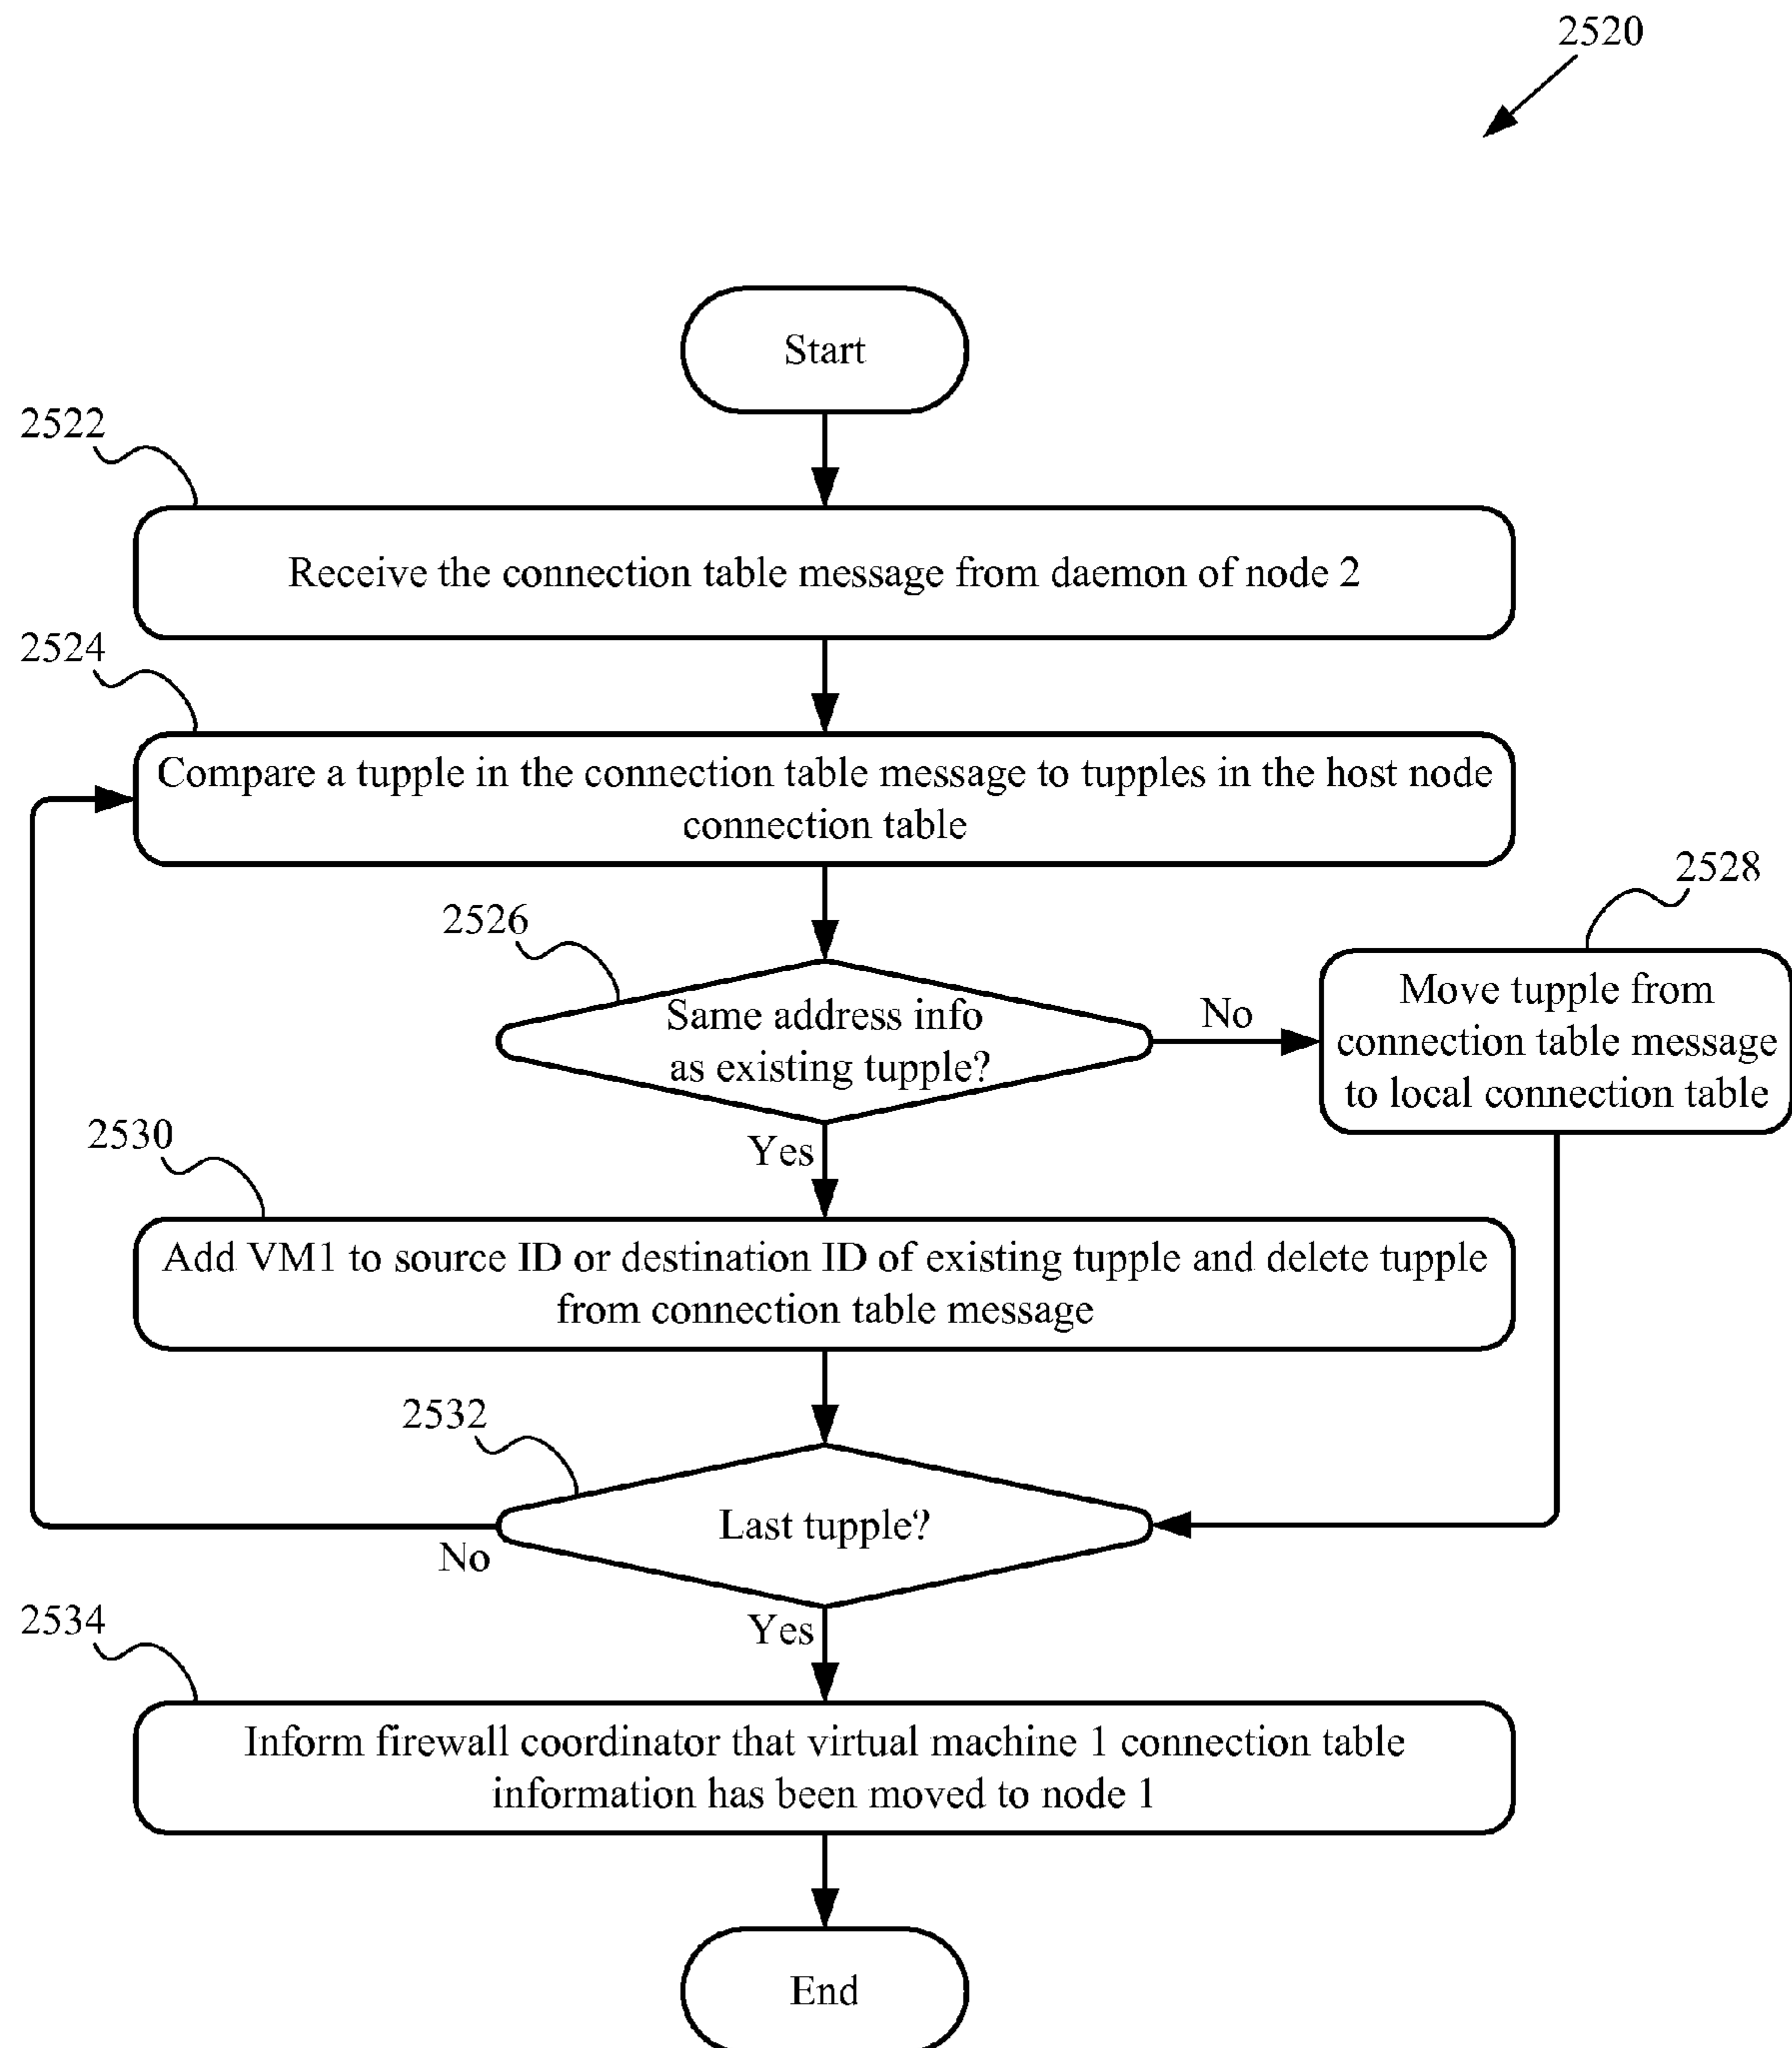 2520
Start
2522
Receive the connection table message from daemon of node 2
2524
Compare a tupple in the connection table message to tupples in the host node
connection table
2528
2526
Move tupple from
connection table message
to local connection table
Same address info
as existing tupple?
No
2530
Yes
Add VM1 to source ID or destination ID of existing tupple and delete tupple
from connection table message
2532
Last tupple?
No
2534
Yes
Inform firewall coordinator that virtual machine 1 connection table
information has been moved to node 1
End